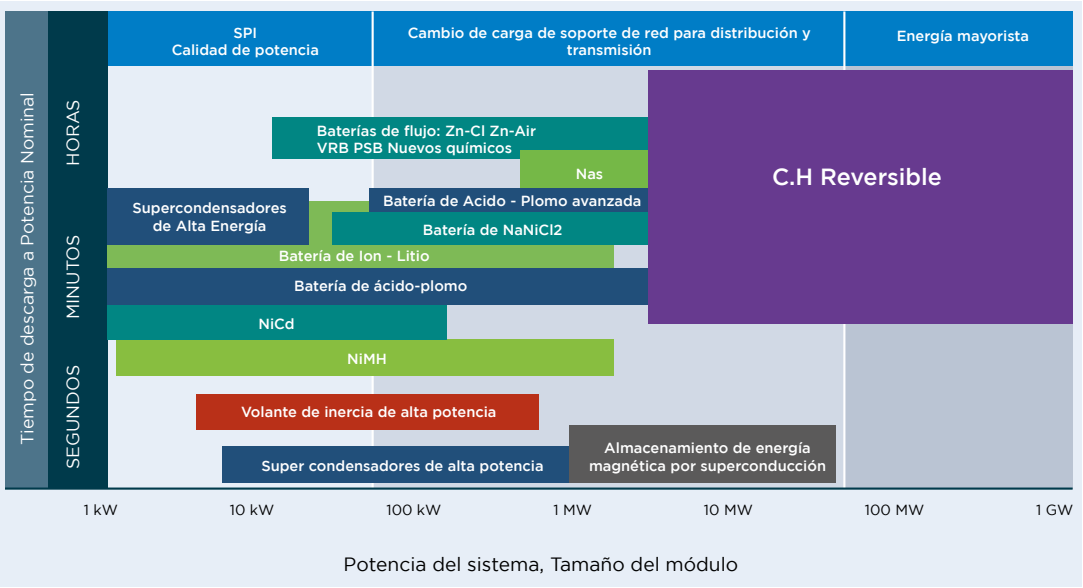 SPI
Calidad de potencia
Cambio de carga de soporte de red para distribución y
transmisión
Energía mayorista
Tiempo de descarga a Potencia Nominal
HORAS
MINUTOS
SEGUNDOS
Baterías de flujo: Zn-Cl Zn-Air
VRB PSB Nuevos químicos
Nas
C.H Reversible
Supercondensadores
de Alta Energía
Batería de Acido - Plomo avanzada
Batería de NaNiCl2
Batería de Ion - Litio
Batería de ácido-plomo
NiCd
NiMH
Volante de inercia de alta potencia
Super condensadores de alta potencia
Almacenamiento de energía
magnética por superconducción
1 kW
10 kW
100 kW
1 MW
10 MW
100 MW
1 GW
Potencia del sistema, Tamaño del módulo